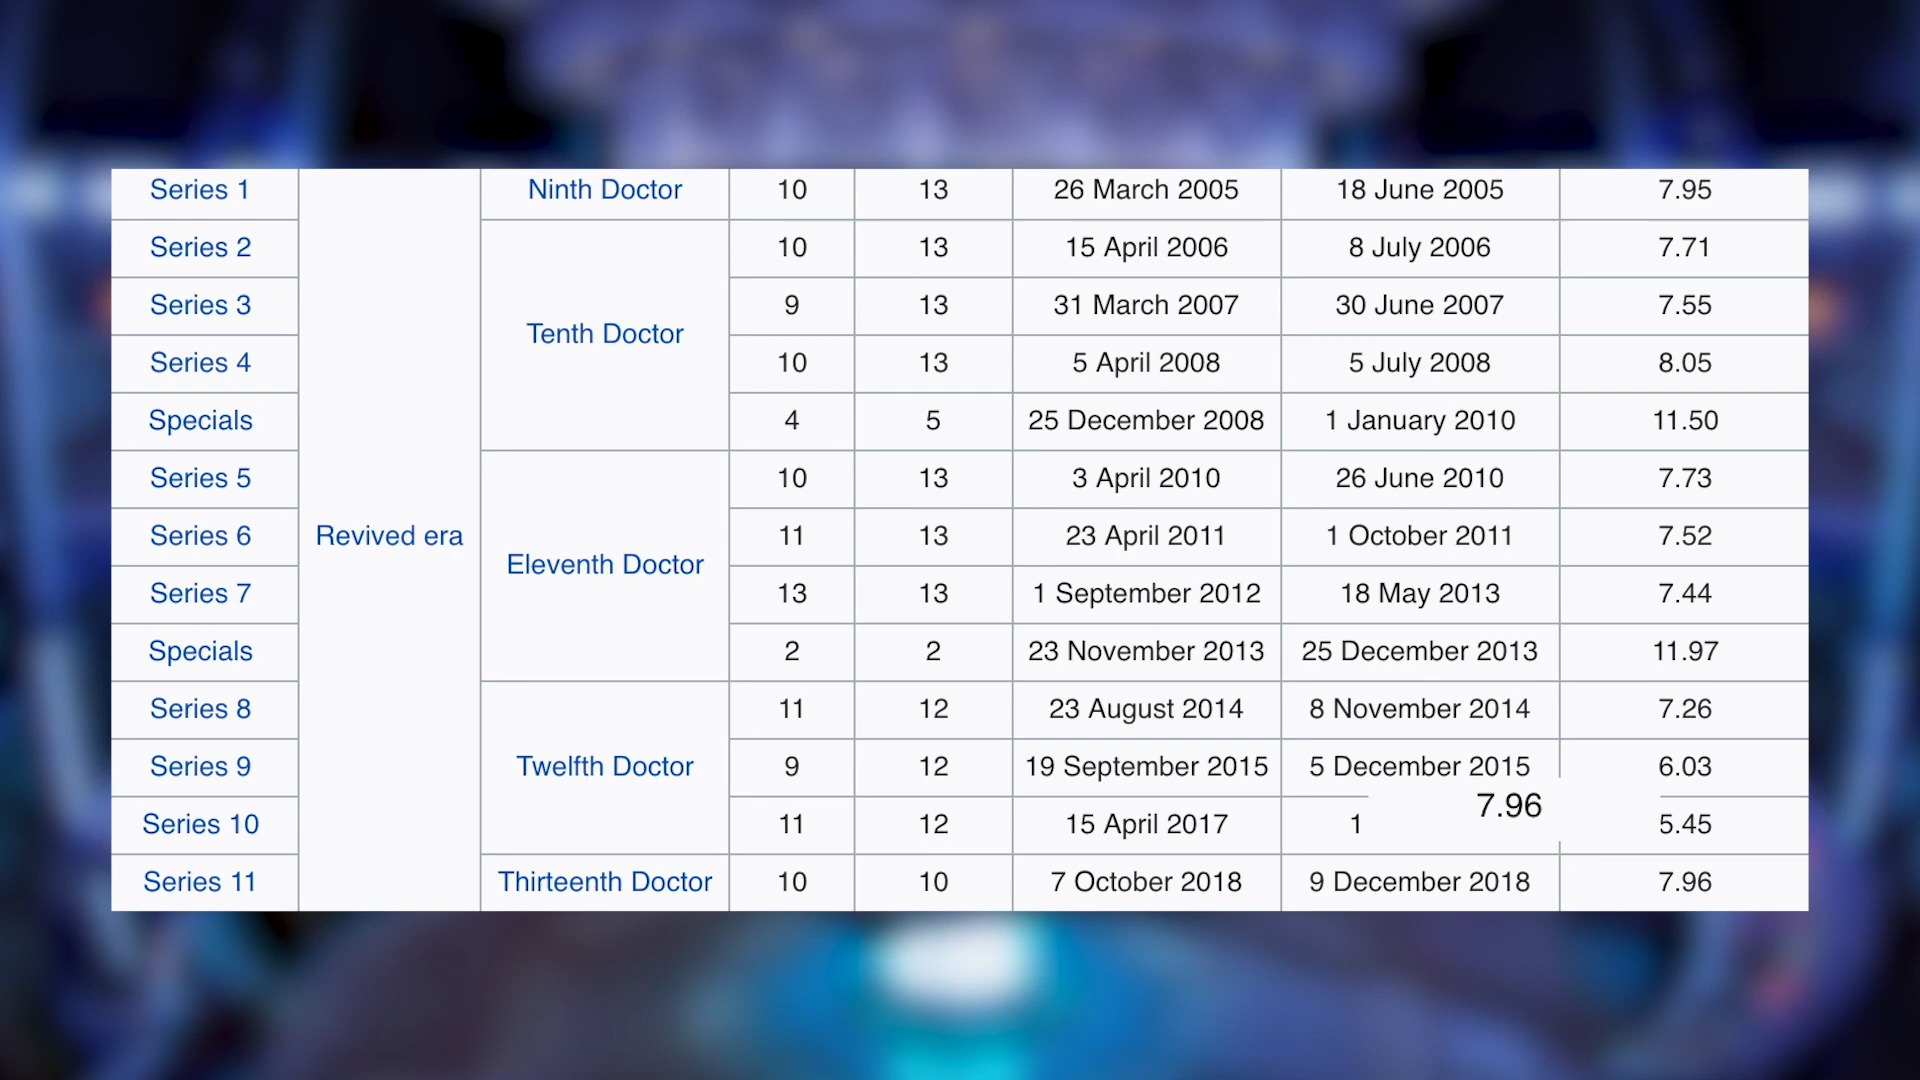 Series 1 Revived era Ninth Doctor 10 13 26 March 2005 18 June 2005 7.95
Series 2 Tenth Doctor 10 13 15 April 2006 8 July 2006 7.71
Series 3 9 13 31 March 2007 30 June 2007 7.55
Series 4 10 13 5 April 2008 5 July 2008 8.05
Specials 4 5 25 December 2008 1 January 2010 11.50
Series 5 Eleventh Doctor 10 13 3 April 2010 26 June 2010 7.73
Series 6 11 13 23 April 2011 1 October 2011 7.52
Series 7 13 13 1 September 2012 18 May 2013 7.44
Specials 2 2 23 November 2013 25 December 2013 11.97
Series 8 Twelfth Doctor 11 12 23 August 2014 8 November 2014 7.26
Series 9 9 12 19 September 2015 5 December 2015 6.03
7.96
Series 10 11 12 15 April 2017 1 5.45
Series 11 Thirteenth Doctor 10 10 7 October 2018 9 December 2018 7.96